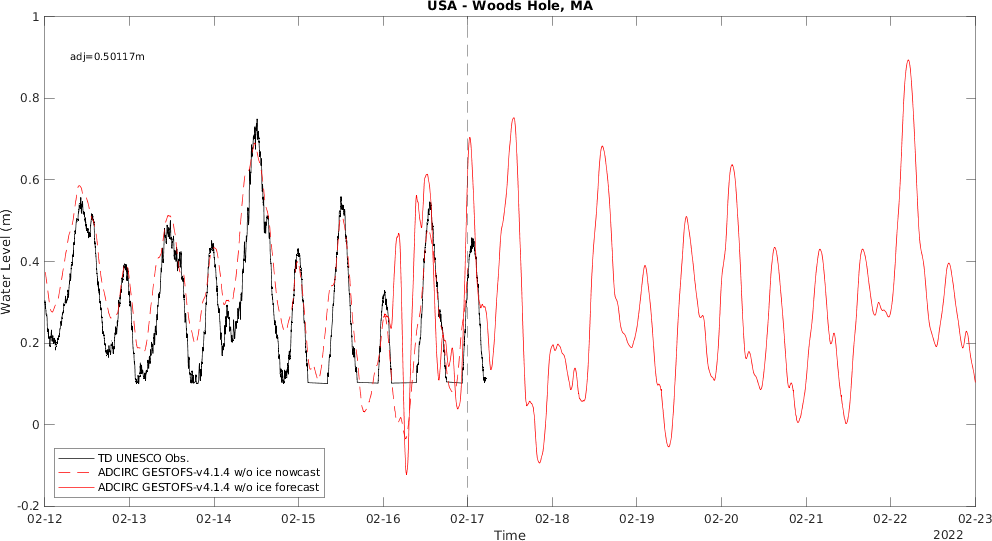 USA - Woods Hole, MA
adj=0.50117m
1
0.8
0.6
0.4
0.2
0
-0.2
Water Level (m)
TD UNESCO Obs.
ADCIRC GESTOFS-v4.1.4 w/o ice nowcast
ADCIRC GESTOFS-v4.1.4 w/o ice forecast
02-12 02-13 02-14 02-15 02-16 02-17 02-18 02-19 02-20 02-21 02-22 02-23
Time
2022